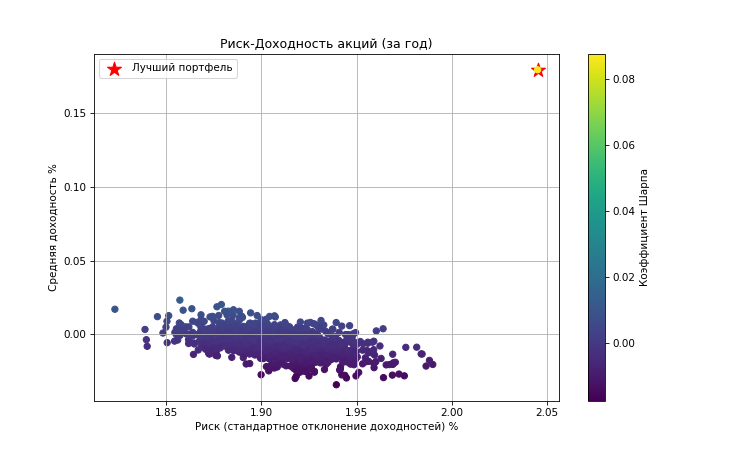 Риск-Доходность акций (за год)
Лучший портфель
Средняя доходность %
0.15
0.10
0.05
0.00
1.85
1.90
1.95
2.00
2.05
Риск (стандартное отклонение доходностей) %
0.08
0.06
0.04
0.02
0.00
Коэффициент Шарпа